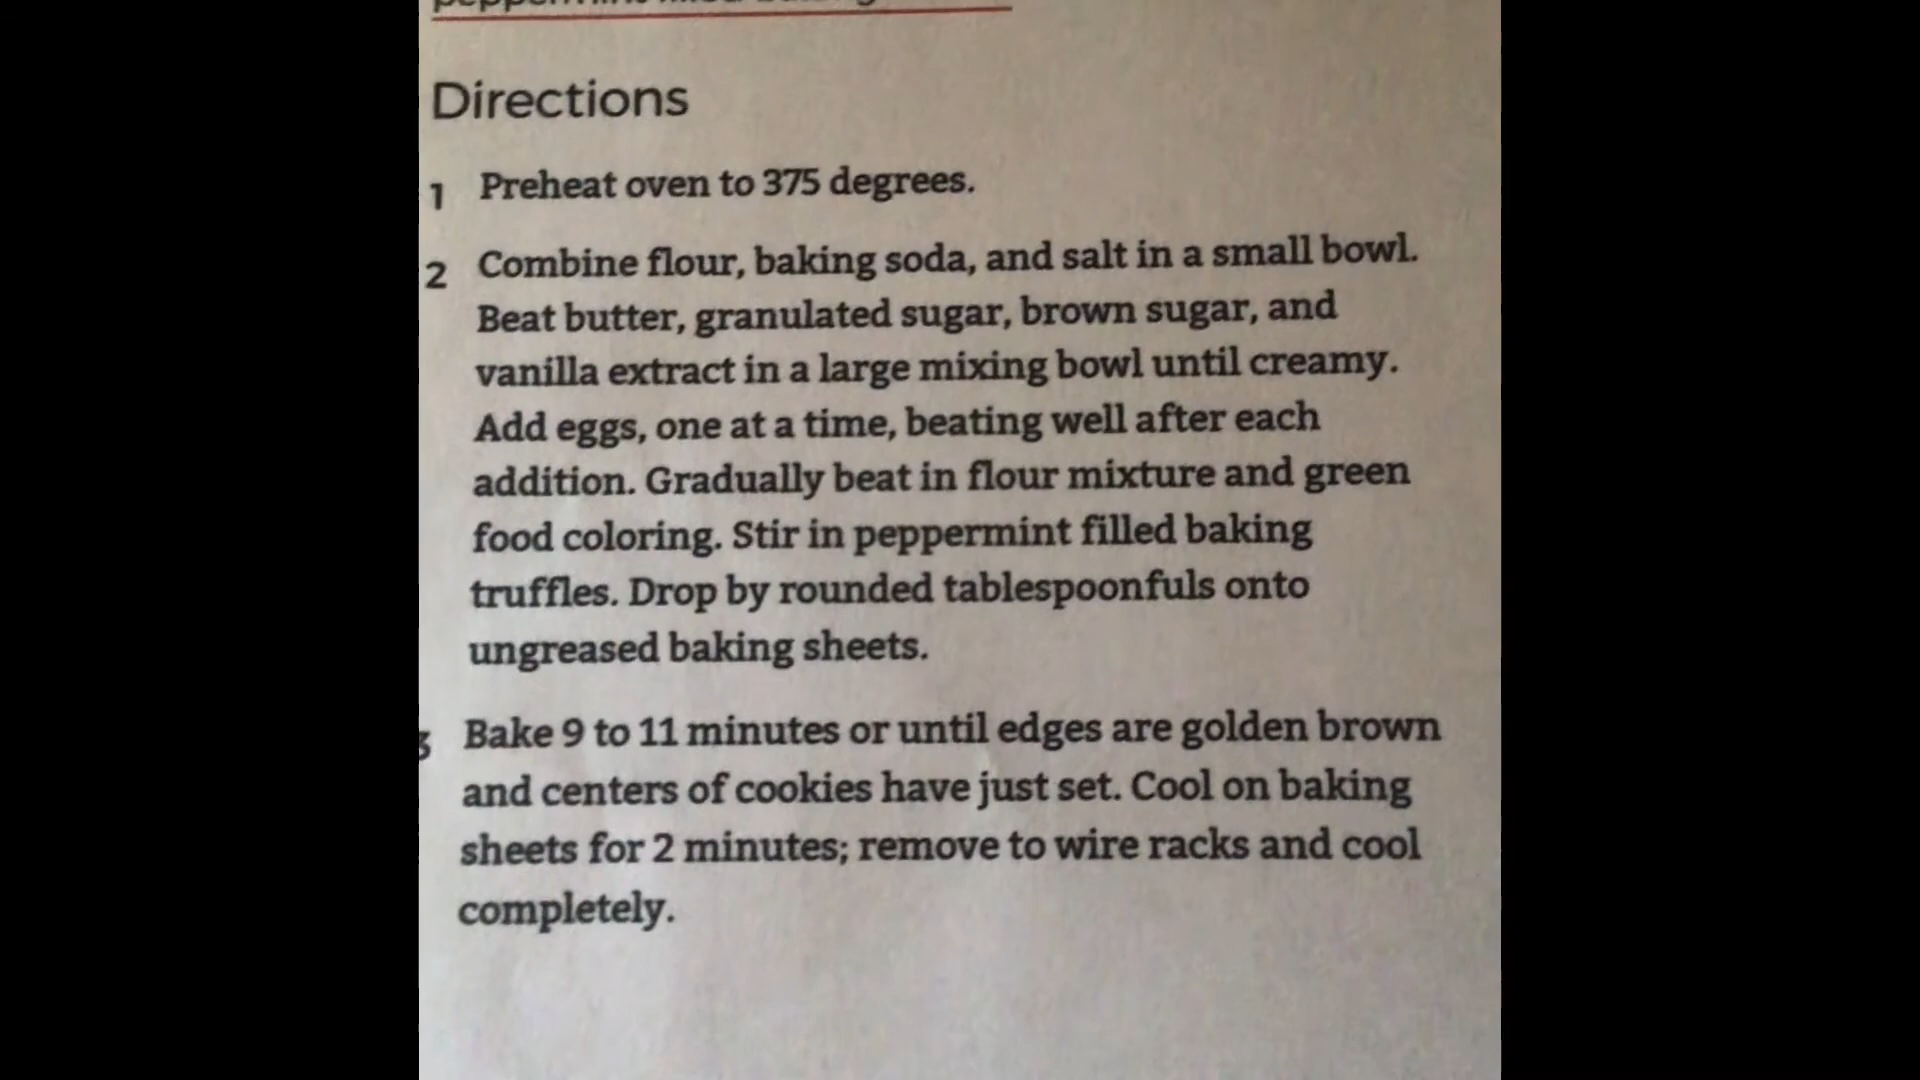 Directions
1 Preheat oven to 375 degrees.
2 Combine flour, baking soda, and salt in a small bowl.
Beat butter, granulated sugar, brown sugar, and
vanilla extract in a large mixing bowl until creamy.
Add eggs, one at a time, beating well after each
addition. Gradually beat in flour mixture and green
food coloring. Stir in peppermint filled baking
truffles. Drop by rounded tablespoonfuls onto
ungreased baking sheets.
3 Bake 9 to 11 minutes or until edges are golden brown
and centers of cookies have just set. Cool on baking
sheets for 2 minutes; remove to wire racks and cool
completely.